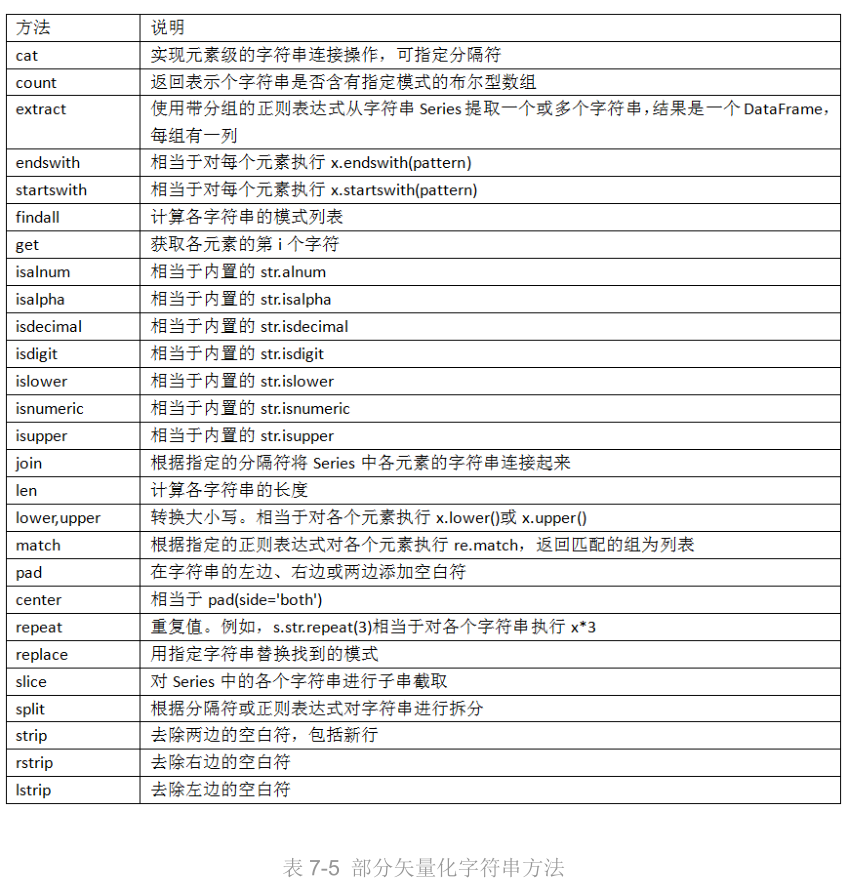 方法 说明
cat 实现元素级的字符串连接操作，可指定分隔符
count 返回表示个字符串是否含有指定模式的布尔型数组
extract 使用带分组的正则表达式从字符串 Series 提取一个或多个字符串，结果是一个 DataFrame，
每组有一列
endswith 相当于对每个元素执行 x.endswith(pattern)
startswith 相当于对每个元素执行 x.startswith(pattern)
findall 计算各字符串的模式列表
get 获取各元素的第 i 个字符
isalnum 相当于内置的 str.alnum
isalpha 相当于内置的 str.isalpha
isdecimal 相当于内置的 str.isdecimal
isdigit 相当于内置的 str.isdigit
islower 相当于内置的 str.islower
isnumeric 相当于内置的 str.isnumeric
isupper 相当于内置的 str.isupper
join 根据指定的分隔符将 Series 中各元素的字符串连接起来
len 计算各字符串的长度
lower,upper 转换大小写。相当于对各个元素执行 x.lower()或 x.upper()
match 根据指定的正则表达式对各个元素执行 re.match，返回匹配的组为列表
pad 在字符串的左边、右边或两边添加空白符
center 相当于 pad(side='both')
repeat 重复值。例如，s.str.repeat(3)相当于对各个字符串执行 x*3
replace 用指定字符串替换找到的模式
slice 对 Series 中的各个字符串进行子串截取
split 根据分隔符或正则表达式对字符串进行拆分
strip 去除两边的空白符，包括新行
rstrip 去除右边的空白符
lstrip 去除左边的空白符
表 7-5 部分矢量化字符串方法